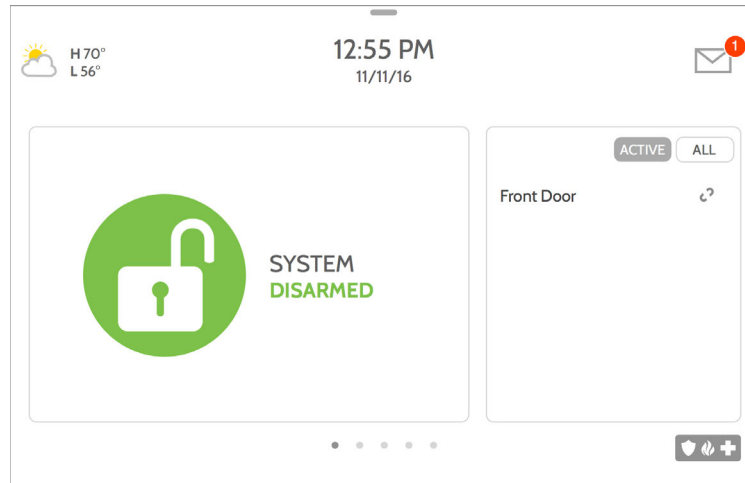 H 70°
L 56°
12:55 PM
11/11/16
1
SYSTEM
DISARMED
ACTIVE
ALL
Front Door